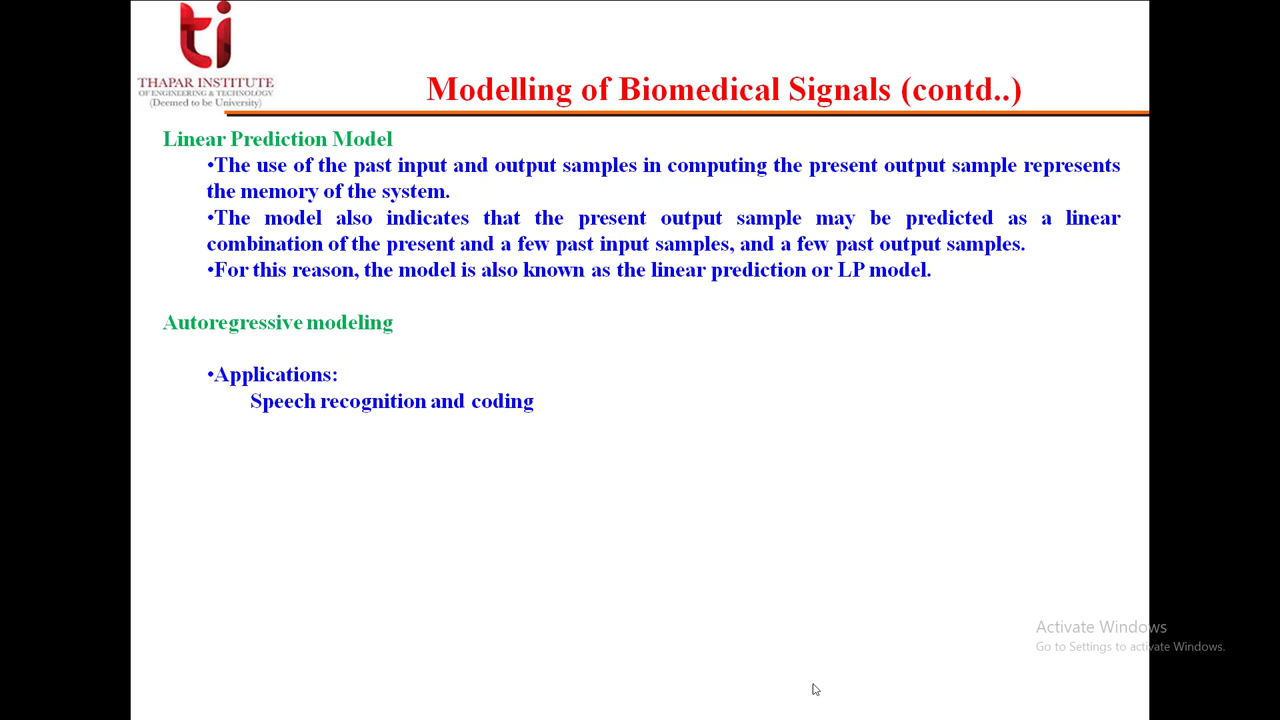 ti
THAPAR INSTITUTE
OF ENGINEERING & TECHNOLOGY
(Deemed to be University)
Modelling of Biomedical Signals (contd..)
Linear Prediction Model
•The use of the past input and output samples in computing the present output sample represents
the memory of the system.
•The model also indicates that the present output sample may be predicted as a linear
combination of the present and a few past input samples, and a few past output samples.
•For this reason, the model is also known as the linear prediction or LP model.
Autoregressive modeling
•Applications:
Speech recognition and coding
Activate Windows
Go to Settings to activate Windows.